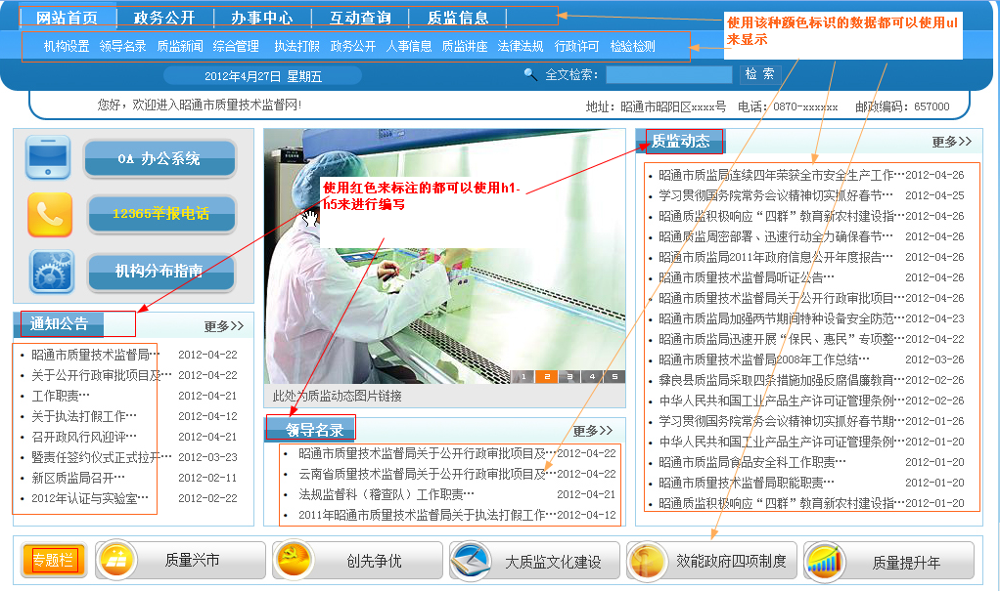 网站首页 政务公开 办事中心 互动查询 质监信息
使用该种颜色标识的数据都可以使用ul
来显示
机构设置 领导名录 质监新闻 综合管理 执法打假 政务公开 人事信息 质监讲座 法律法规 行政许可 检验检测
2012年4月27日 星期五
全文检索： 检 索
您好，欢迎进入昭通市质量技术监督网!
地址：昭通市昭阳区xxxx号 电话：0870-xxxxxx 邮政编码：657000
OA 办公系统
12365举报电话
机构分布指南
通知公告 更多>>
昭通市质量技术监督局… 2012-04-22
关于公开行政审批项目及… 2012-04-22
工作职责… 2012-04-21
关于执法打假工作… 2012-04-12
召开政风行风迎评… 2012-04-21
暨责任签约仪式正式拉开… 2012-03-23
新区质监局召开… 2012-02-11
2012年认证与实验室… 2012-02-22
使用红色来标注的都可以使用h1-
h5来进行编写
1 2 3 4 5
此处为质监动态图片链接
领导名录 更多>>
昭通市质量技术监督局关于公开行政审批项目及…2012-04-22
云南省质量技术监督局关于公开行政审批项目及…2012-04-22
法规监督科（稽查队）工作职责… 2012-04-21
2011年昭通市质量技术监督局关于执法打假工作…2012-04-12
质监动态 更多>>
昭通市质监局连续四年荣获全市安全生产工作…2012-04-26
学习贯彻国务院常务会议精神切实抓好春节… 2012-04-25
昭通质监积极响应“四群”教育新农村建设指…2012-04-26
昭通质监周密部署、迅速行动全力确保春节… 2012-04-26
昭通市质监局2011年政府信息公开年度报告… 2012-04-26
昭通市质量技术监督局听证公告… 2012-04-26
昭通市质量技术监督局关于公开行政审批项目…2012-04-26
昭通市质监局加强两节期间特种设备安全防范…2012-04-23
昭通市质监局迅速开展“保民、惠民”专项整…2012-04-22
昭通市质量技术监督局2008年工作总结… 2012-03-26
彝良县质监局采取四条措施加强反腐倡廉教育…2012-02-26
中华人民共和国工业产品生产许可证管理条例…2012-02-26
学习贯彻国务院常务会议精神切实抓好春节期…2012-01-26
中华人民共和国工业产品生产许可证管理条例…2012-01-20
昭通市质监局食品安全科工作职责… 2012-01-20
昭通市质量技术监督局职能职责… 2012-01-20
昭通质监积极响应“四群”教育新农村建设指…2012-01-20
专题栏 质量兴市 创先争优 大质监文化建设 效能政府四项制度 质量提升年